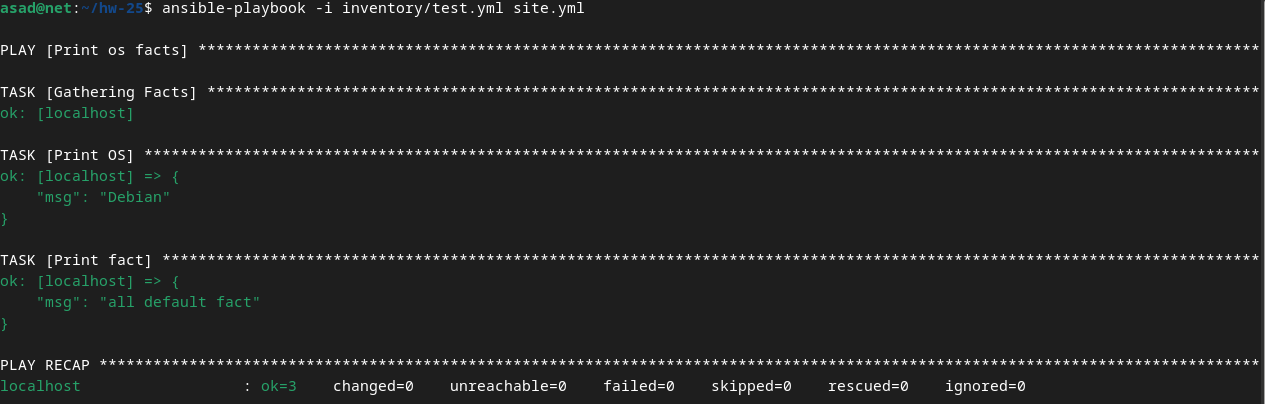 asad@net:~/hw-25$ ansible-playbook -i inventory/test.yml site.yml
PLAY [Print os facts] **********************************************************************************************************************
TASK [Gathering Facts] *********************************************************************************************************************
ok: [localhost]
TASK [Print OS] ****************************************************************************************************************************
ok: [localhost] => {
    "msg": "Debian"
}
TASK [Print fact] **************************************************************************************************************************
ok: [localhost] => {
    "msg": "all default fact"
}
PLAY RECAP *********************************************************************************************************************************
localhost                  : ok=3    changed=0    unreachable=0    failed=0    skipped=0    rescued=0    ignored=0